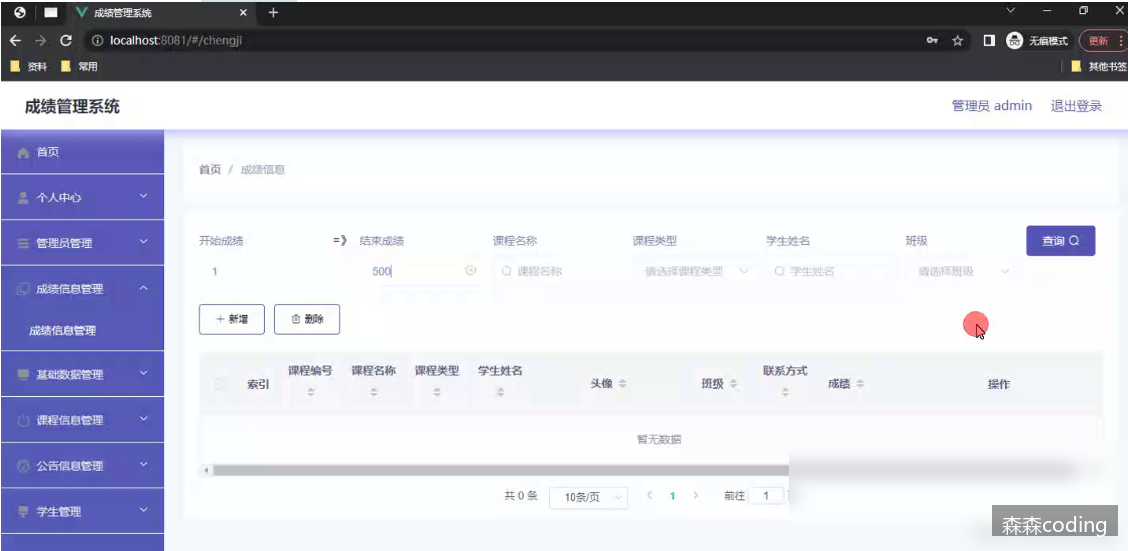 成绩管理系统
localhost:8081/#/chengji
无痕模式
更新
资料
常用
其他书签
成绩管理系统
管理员 admin 退出登录
首页
个人中心
管理员管理
成绩信息管理
成绩信息管理
基础数据管理
课程信息管理
公告信息管理
学生管理
首页 / 成绩信息
开始成绩 =》 结束成绩 课程名称 课程类型 学生姓名 班级 查询
1 500 课程名称 请选择课程类型 学生姓名 请选择班级
+ 新增 删除
索引 课程编号 课程名称 课程类型 学生姓名 头像 班级 联系方式 成绩 操作
暂无数据
共 0 条 10条/页 1 前往 1
森森coding